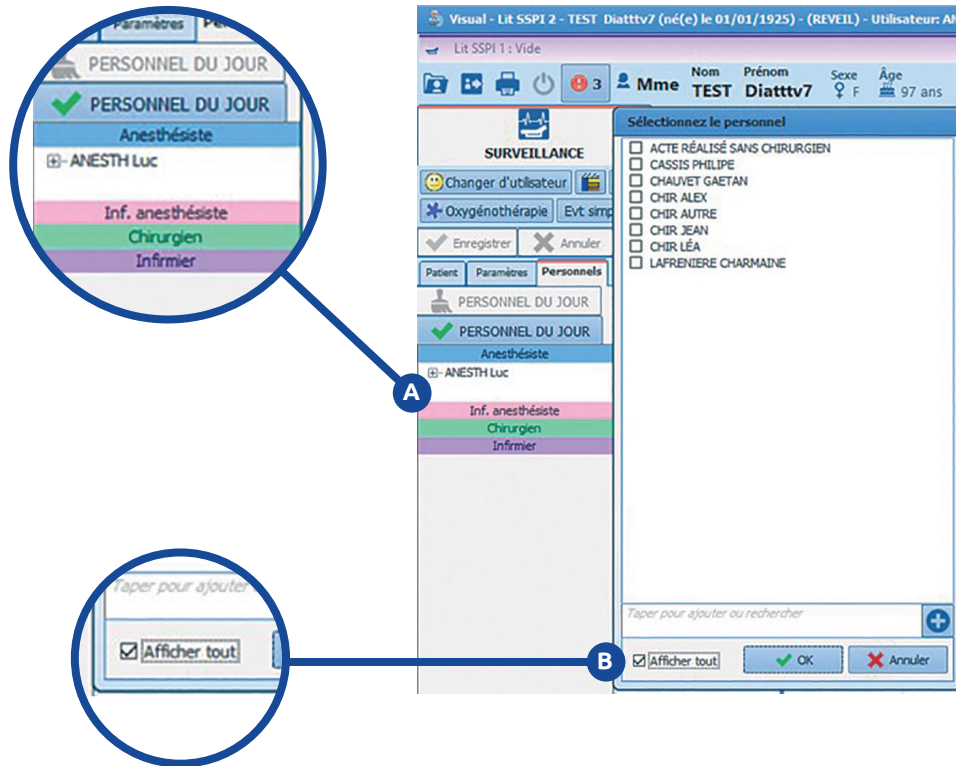 Paramètres
PERSONNEL DU JOUR
PERSONNEL DU JOUR
Anesthésiste
ANESTH Luc
Inf. anesthésiste
Chirurgien
Infirmier
A
Taper pour ajouter
Afficher tout
B
Visual - Lit SSPI 2 - TEST Diatttv7 (né(e) le 01/01/1925) - (REVEIL) - Utilisateur: AN
Lit SSPI 1 : Vide
3
Mme
Nom
TEST
Prénom
Diatttv7
Sexe
F
Âge
97 ans
SURVEILLANCE
Changer d'utilisateur
Oxygénothérapie
Evt simp
Enregistrer
Annuler
Patient
Paramètres
Personnels
PERSONNEL DU JOUR
PERSONNEL DU JOUR
Anesthésiste
ANESTH Luc
Inf. anesthésiste
Chirurgien
Infirmier
Sélectionnez le personnel
ACTE RÉALISÉ SANS CHIRURGIEN
CASSIS PHILIPE
CHAUVET GAETAN
CHIR ALEX
CHIR AUTRE
CHIR JEAN
CHIR LÉA
LAFRENIERE CHARMAINE
Taper pour ajouter ou rechercher
Afficher tout
OK
Annuler